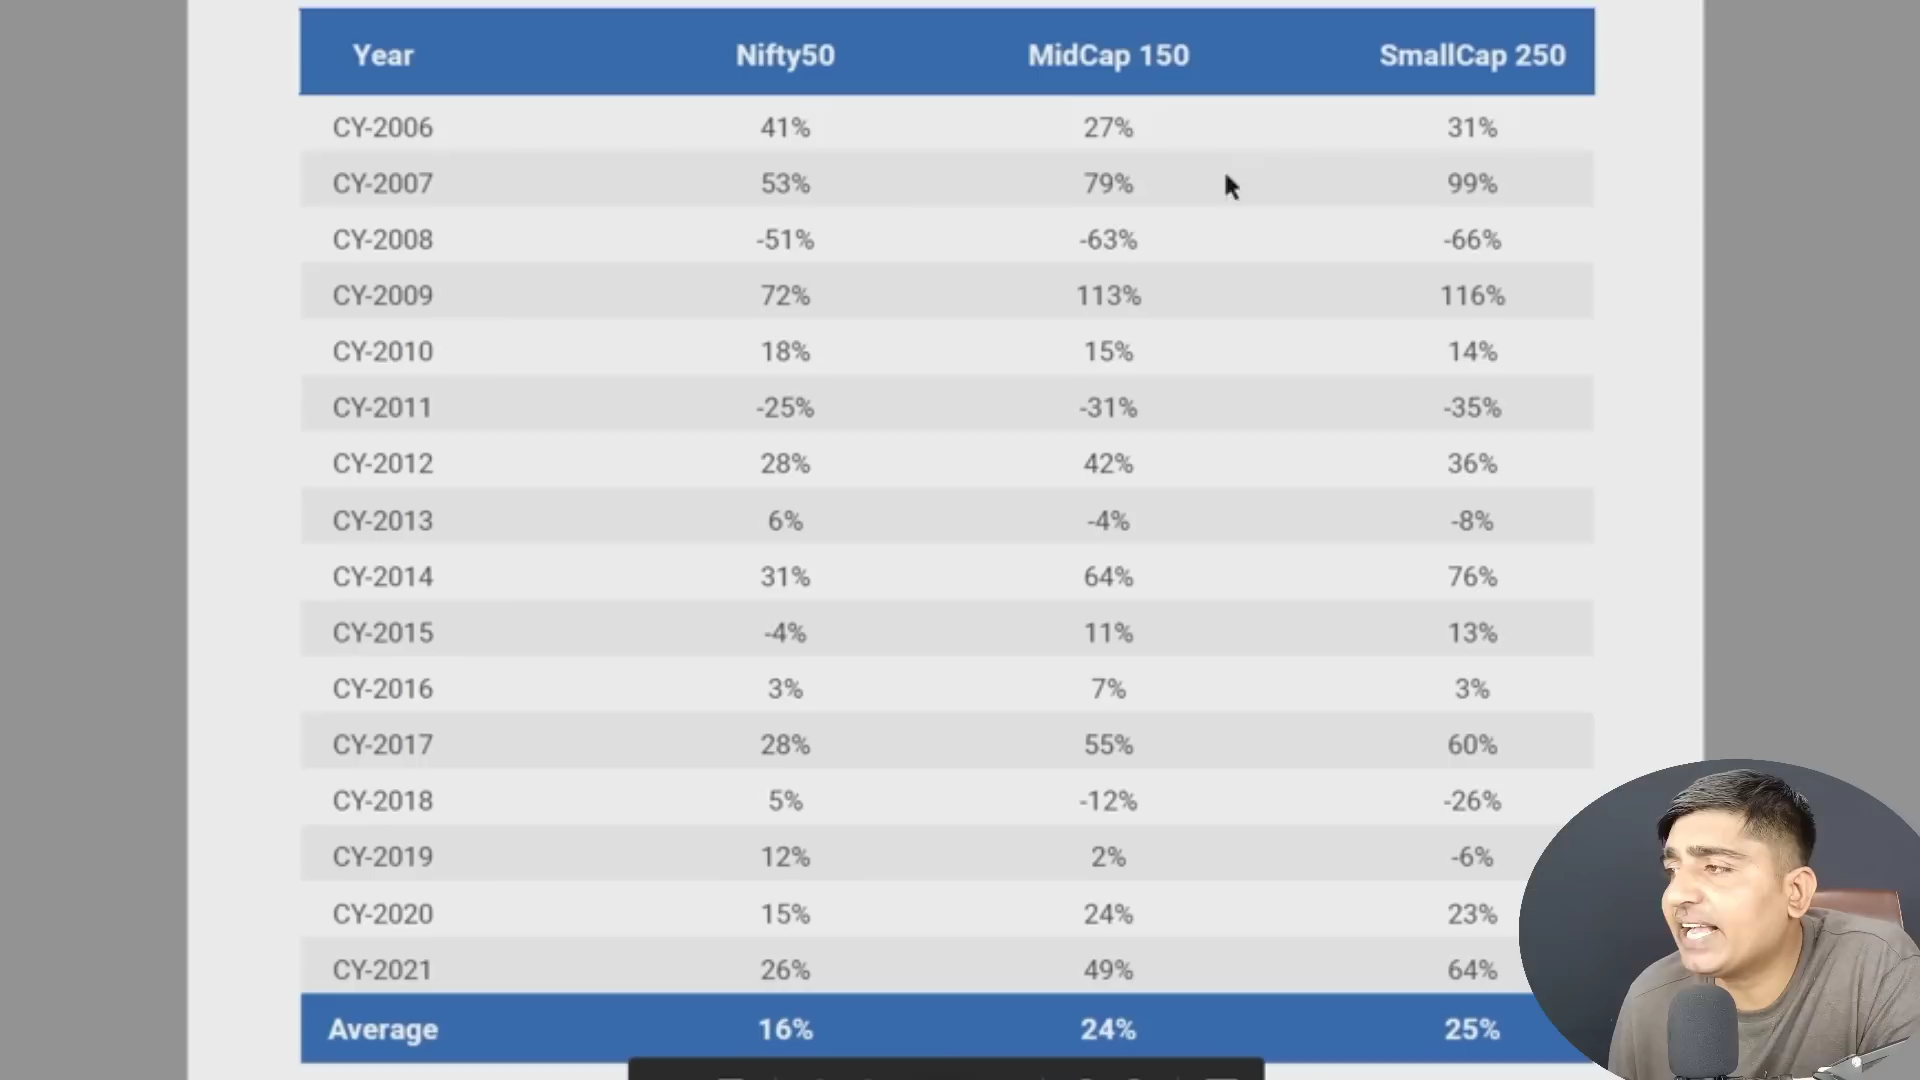 Year Nifty50 MidCap 150 SmallCap 250
CY-2006 41% 27% 31%
CY-2007 53% 79% 99%
CY-2008 -51% -63% -66%
CY-2009 72% 113% 116%
CY-2010 18% 15% 14%
CY-2011 -25% -31% -35%
CY-2012 28% 42% 36%
CY-2013 6% -4% -8%
CY-2014 31% 64% 76%
CY-2015 -4% 11% 13%
CY-2016 3% 7% 3%
CY-2017 28% 55% 60%
CY-2018 5% -12% -26%
CY-2019 12% 2% -6%
CY-2020 15% 24% 23%
CY-2021 26% 49% 64%
Average 16% 24% 25%